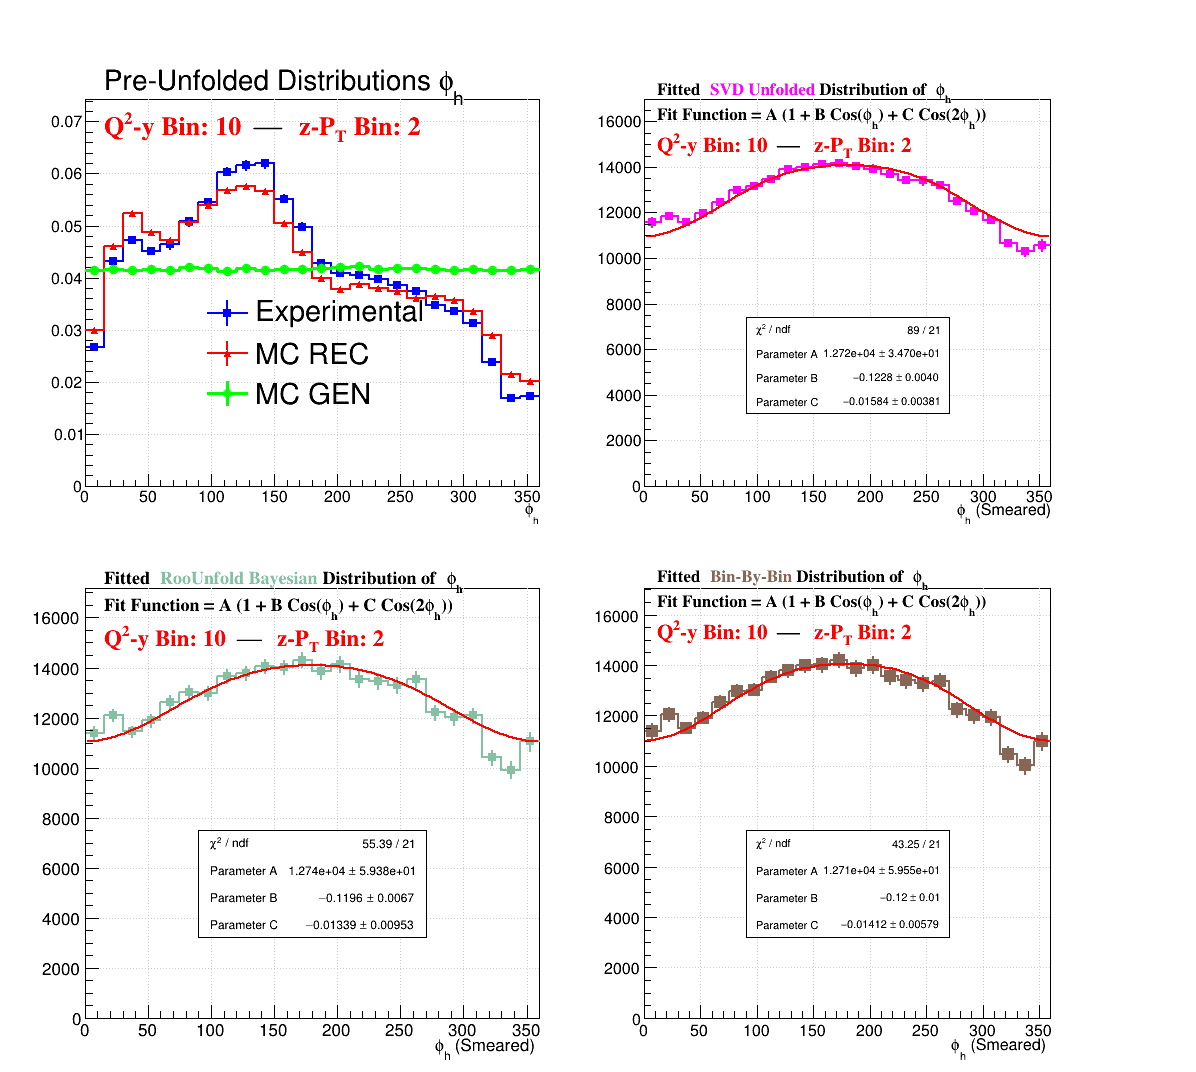 Pre-Unfolded Distributions ϕh
Q2-y Bin: 10 — z-PT Bin: 2
0.07
0.06
0.05
0.04
0.03
0.02
0.01
0
Experimental
MC REC
MC GEN
0 50 100 150 200 250 300 350
ϕh
Fitted SVD Unfolded Distribution of ϕh
Fit Function = A (1 + B Cos(ϕh) + C Cos(2ϕh))
Q2-y Bin: 10 — z-PT Bin: 2
16000
14000
12000
10000
8000
6000
4000
2000
0
χ2 / ndf 89 / 21
Parameter A 1.272e+04 ± 3.470e+01
Parameter B −0.1228 ± 0.0040
Parameter C −0.01584 ± 0.00381
0 50 100 150 200 250 300 350
ϕh (Smeared)
Fitted RooUnfold Bayesian Distribution of ϕh
Fit Function = A (1 + B Cos(ϕh) + C Cos(2ϕh))
Q2-y Bin: 10 — z-PT Bin: 2
16000
14000
12000
10000
8000
6000
4000
2000
0
χ2 / ndf 55.39 / 21
Parameter A 1.274e+04 ± 5.938e+01
Parameter B −0.1196 ± 0.0067
Parameter C −0.01339 ± 0.00953
0 50 100 150 200 250 300 350
ϕh (Smeared)
Fitted Bin-By-Bin Distribution of ϕh
Fit Function = A (1 + B Cos(ϕh) + C Cos(2ϕh))
Q2-y Bin: 10 — z-PT Bin: 2
16000
14000
12000
10000
8000
6000
4000
2000
0
χ2 / ndf 43.25 / 21
Parameter A 1.271e+04 ± 5.955e+01
Parameter B −0.12 ± 0.01
Parameter C −0.01412 ± 0.00579
0 50 100 150 200 250 300 350
ϕh (Smeared)